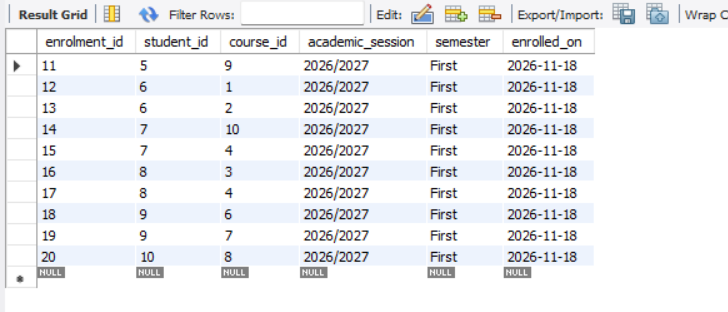 Result Grid Filter Rows: Edit: Export/Import: Wrap C
enrolment_id student_id course_id academic_session semester enrolled_on
11 5 9 2026/2027 First 2026-11-18
12 6 1 2026/2027 First 2026-11-18
13 6 2 2026/2027 First 2026-11-18
14 7 10 2026/2027 First 2026-11-18
15 7 4 2026/2027 First 2026-11-18
16 8 3 2026/2027 First 2026-11-18
17 8 4 2026/2027 First 2026-11-18
18 9 6 2026/2027 First 2026-11-18
19 9 7 2026/2027 First 2026-11-18
20 10 8 2026/2027 First 2026-11-18
NULL NULL NULL NULL NULL NULL